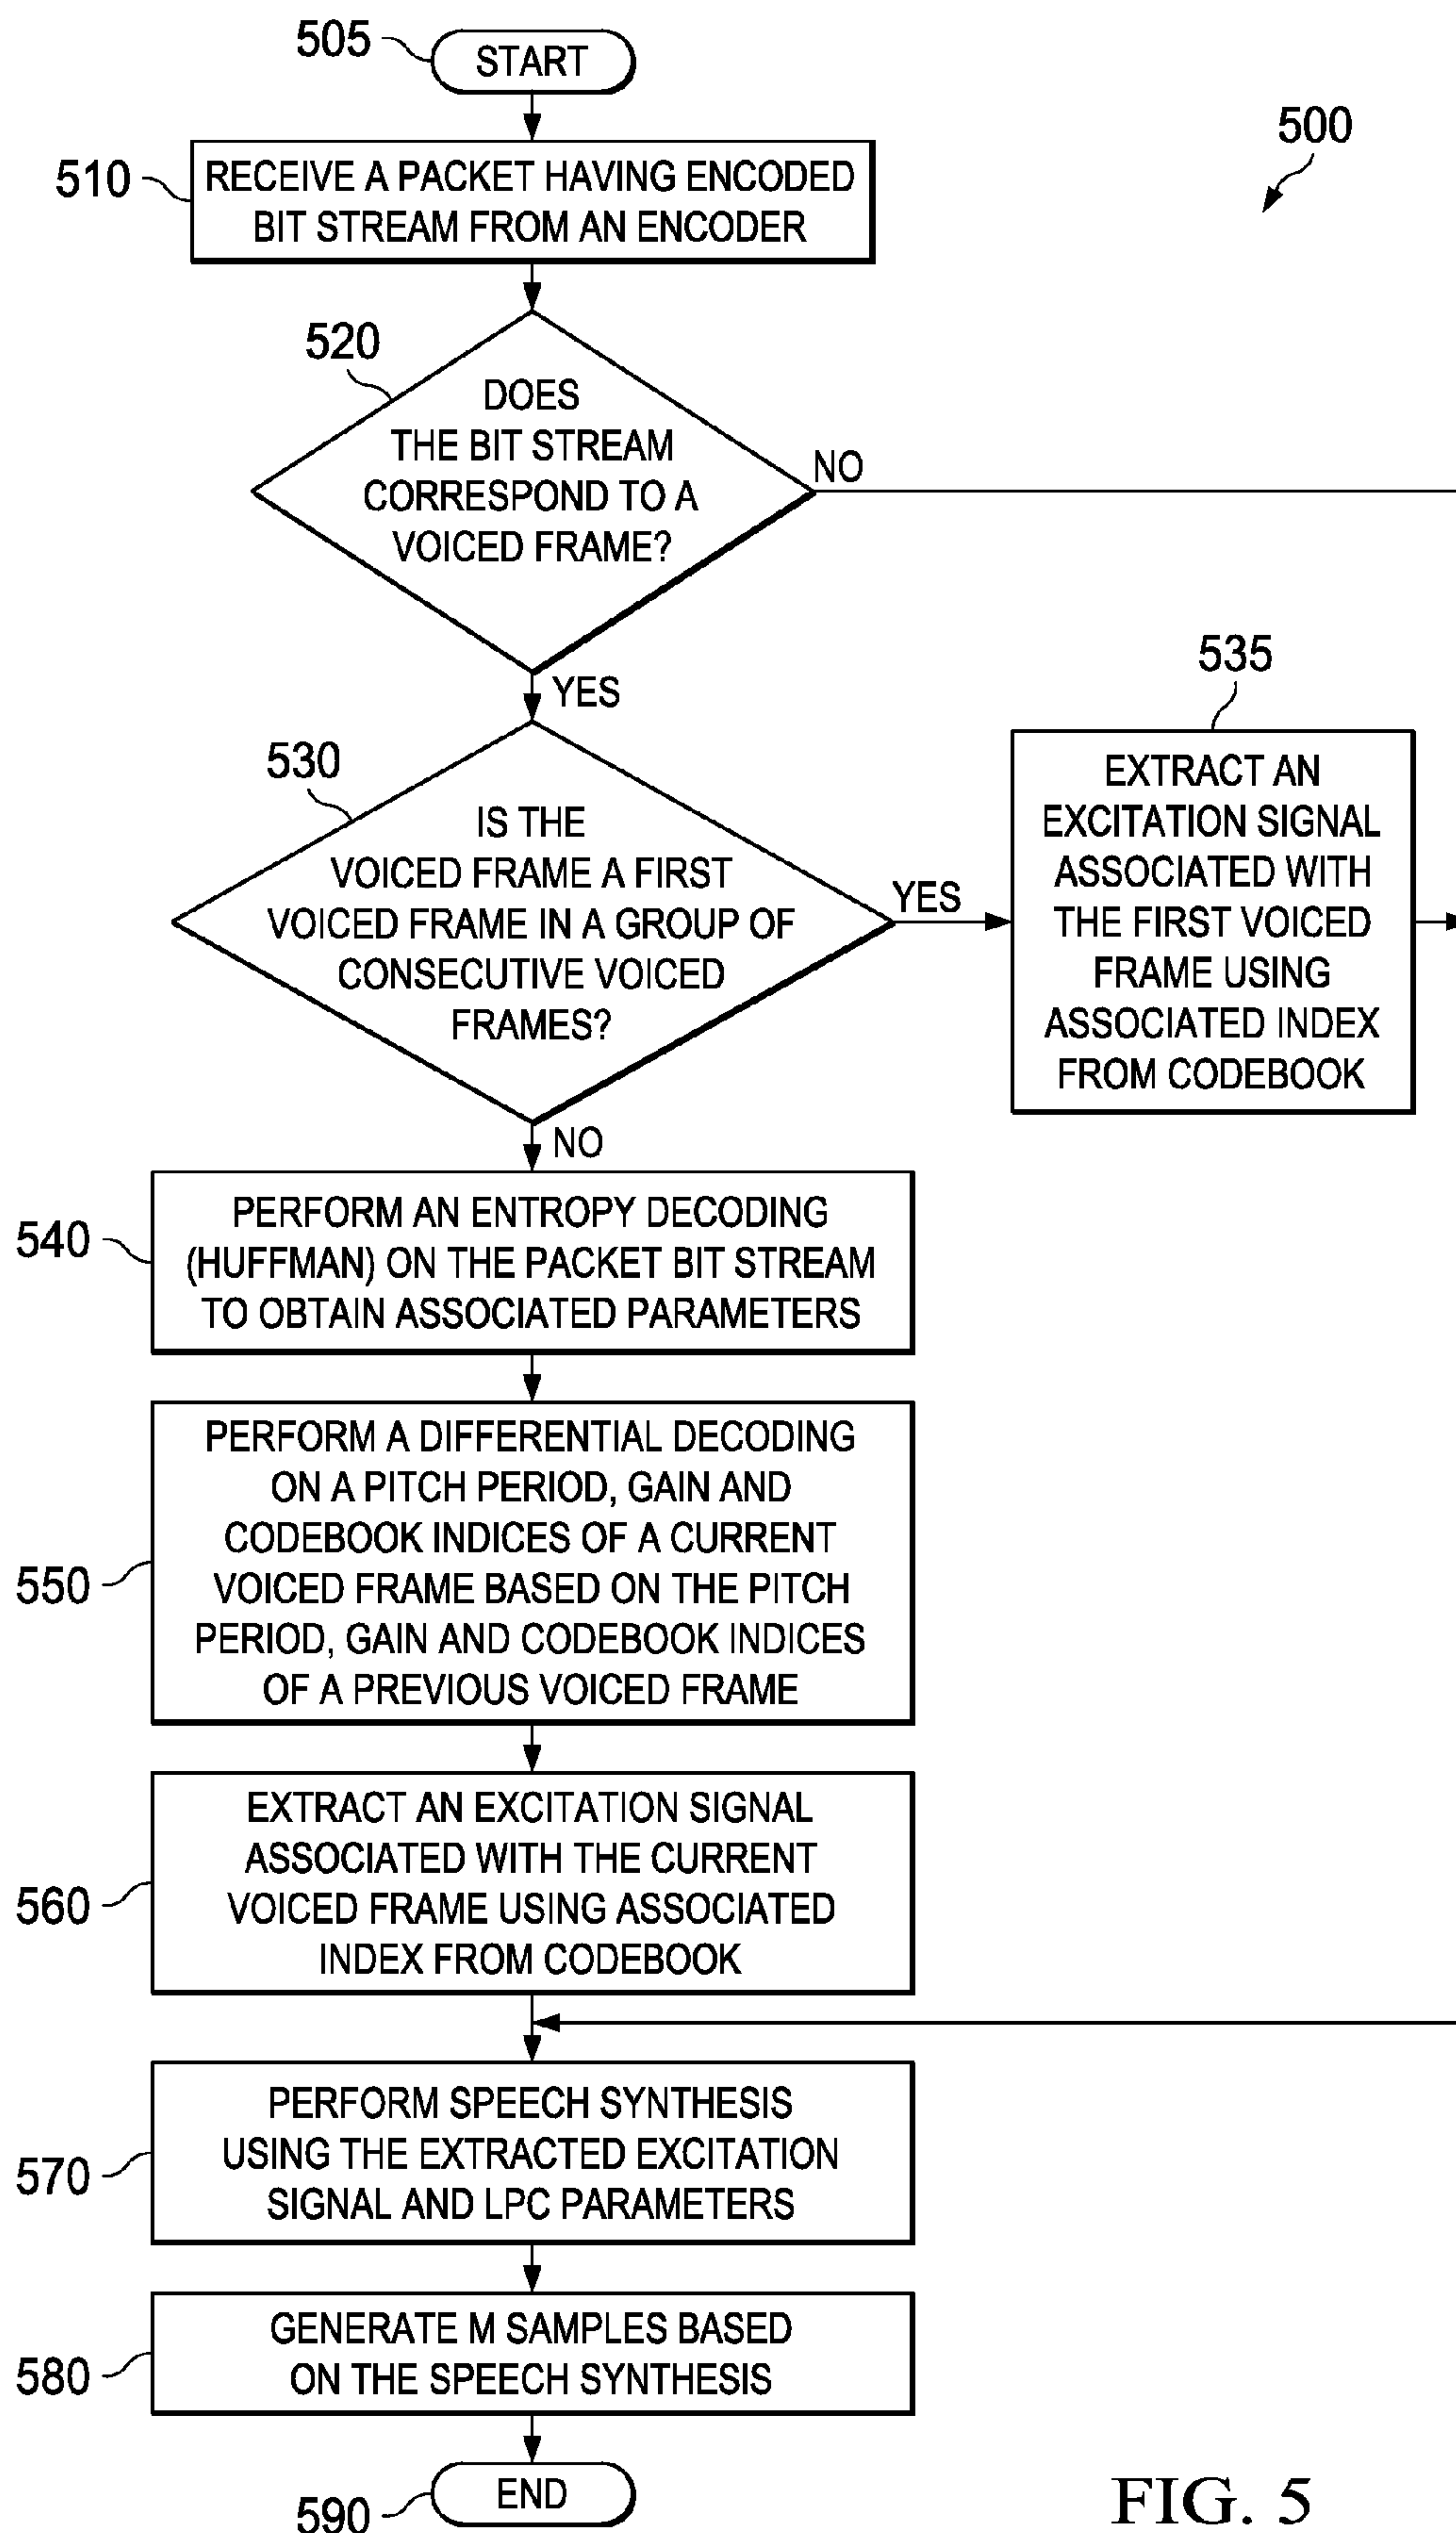 505
START
500
510
RECEIVE A PACKET HAVING ENCODED
BIT STREAM FROM AN ENCODER
520
DOES
THE BIT STREAM
CORRESPOND TO A
VOICED FRAME?
NO
YES
530
IS THE
VOICED FRAME A FIRST
VOICED FRAME IN A GROUP OF
CONSECUTIVE VOICED
FRAMES?
YES
535
EXTRACT AN
EXCITATION SIGNAL
ASSOCIATED WITH
THE FIRST VOICED
FRAME USING
ASSOCIATED INDEX
FROM CODEBOOK
NO
540
PERFORM AN ENTROPY DECODING
(HUFFMAN) ON THE PACKET BIT STREAM
TO OBTAIN ASSOCIATED PARAMETERS
550
PERFORM A DIFFERENTIAL DECODING
ON A PITCH PERIOD, GAIN AND
CODEBOOK INDICES OF A CURRENT
VOICED FRAME BASED ON THE PITCH
PERIOD, GAIN AND CODEBOOK INDICES
OF A PREVIOUS VOICED FRAME
560
EXTRACT AN EXCITATION SIGNAL
ASSOCIATED WITH THE CURRENT
VOICED FRAME USING ASSOCIATED
INDEX FROM CODEBOOK
570
PERFORM SPEECH SYNTHESIS
USING THE EXTRACTED EXCITATION
SIGNAL AND LPC PARAMETERS
580
GENERATE M SAMPLES BASED
ON THE SPEECH SYNTHESIS
590
END
FIG. 5